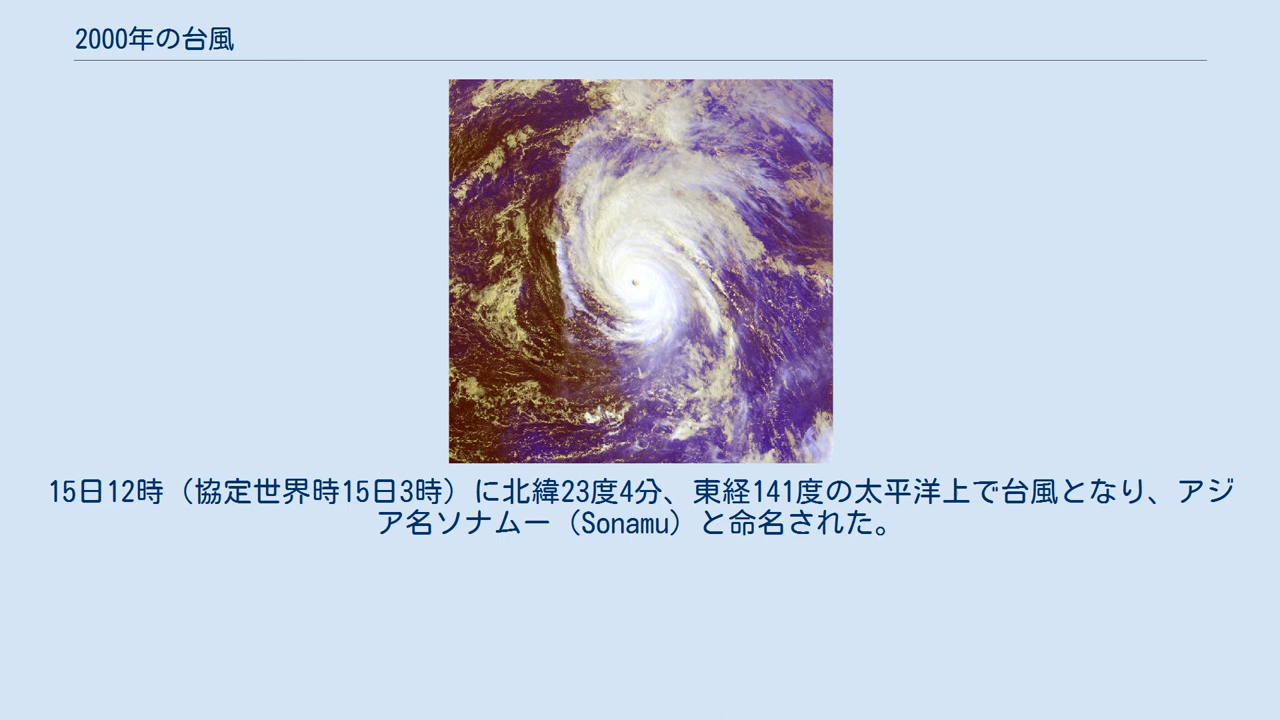 2000年の台風
15日12時（協定世界時15日3時）に北緯23度4分、東経141度の太平洋上で台風となり、アジ
ア名ソナムー（Sonamu）と命名された。